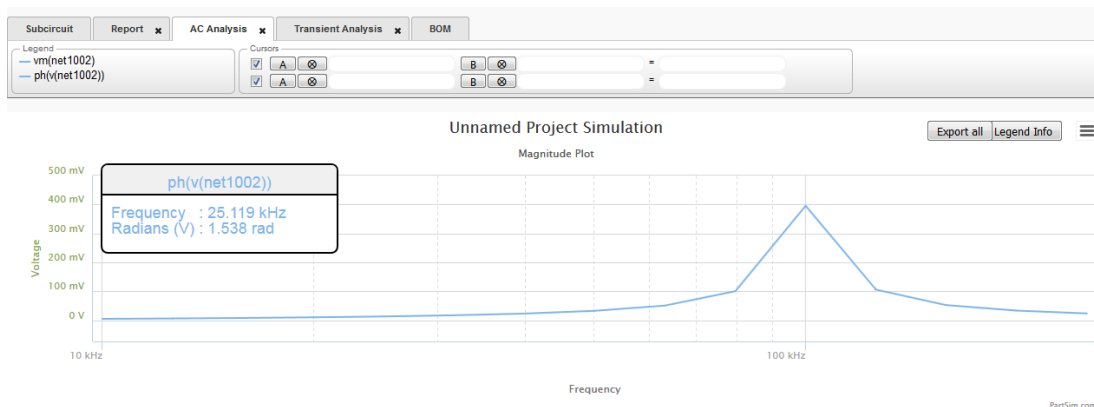 Subcircuit Report x AC Analysis x Transient Analysis x BOM
Legend
vm(net1002)
ph(v(net1002))
Cursors
A ⊗ B ⊗ =
A ⊗ B ⊗ =
Unnamed Project Simulation
Export all Legend Info
Magnitude Plot
500 mV
400 mV
300 mV
200 mV
100 mV
0 V
Voltage
ph(v(net1002))
Frequency : 25.119 kHz
Radians (V) : 1.538 rad
10 kHz 100 kHz
Frequency
PartSim.com